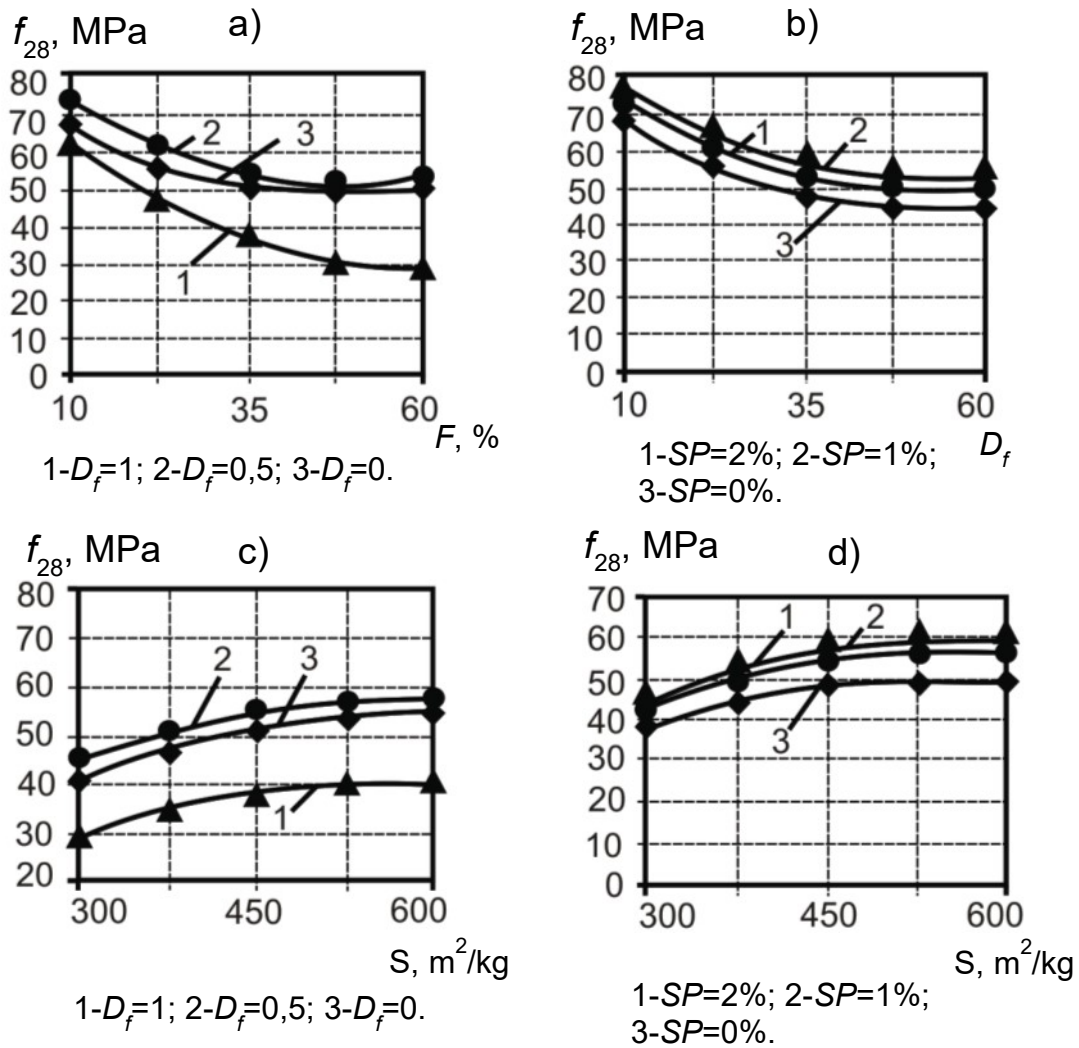 f28, MPa a)
80
70
60
50
40
30
20
10
0
2 3
1
10 35 60
F, %
1-Df=1; 2-Df=0,5; 3-Df=0.
f28, MPa b)
80
70
60
50
40
30
20
10
0
1 2
3
10 35 60
Df
1-SP=2%; 2-SP=1%;
3-SP=0%.
f28, MPa c)
80
70
60
50
40
30
20
2 3
1
300 450 600
S, m²/kg
1-Df=1; 2-Df=0,5; 3-Df=0.
f28, MPa d)
70
60
50
40
30
20
10
0
1 2
3
300 450 600
S, m²/kg
1-SP=2%; 2-SP=1%;
3-SP=0%.